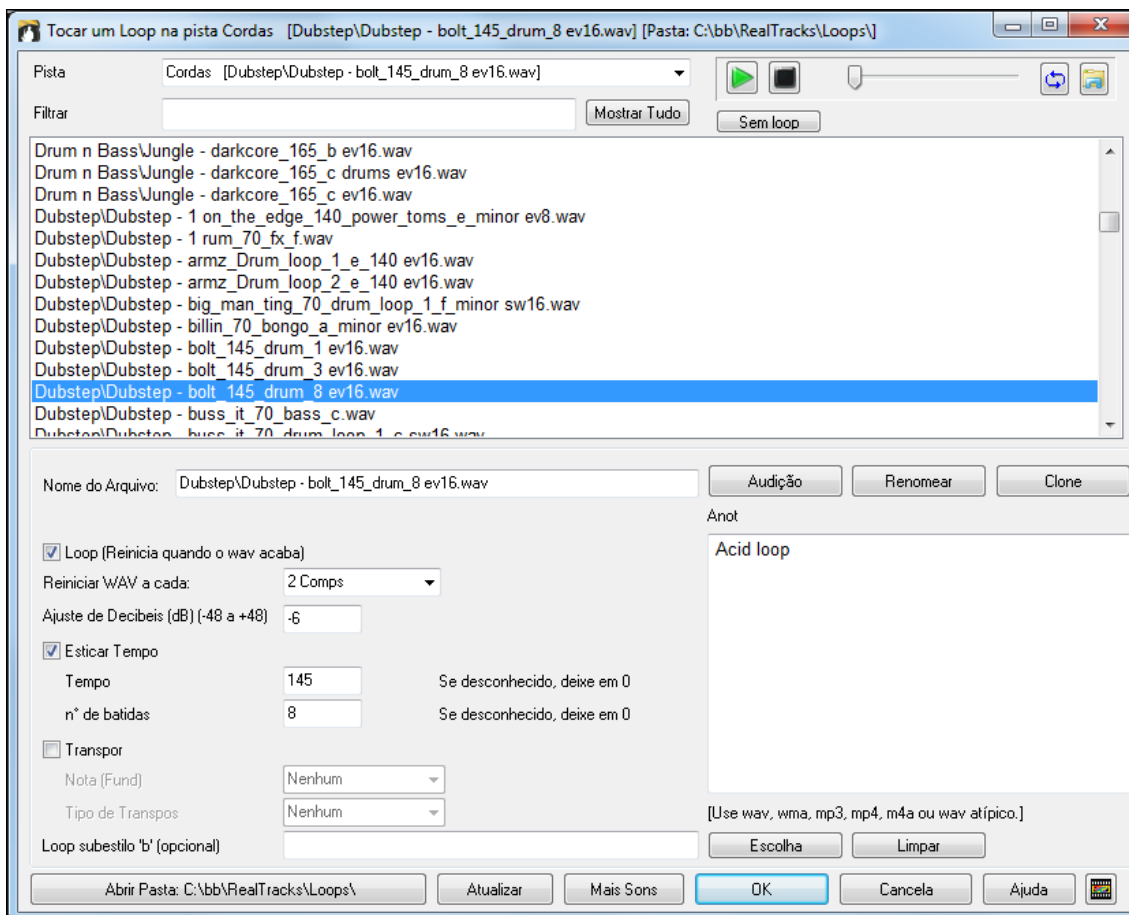 Tocar um Loop na pista Cordas [Dubstep\Dubstep - bolt_145_drum_8 ev16.wav] [Pasta: C:\bb\RealTracks\Loops\]
Pista Cordas [Dubstep\Dubstep - bolt_145_drum_8 ev16.wav]
Filtrar Mostrar Tudo Sem loop
Drum n Bass\Jungle - darkcore_165_b ev16.wav
Drum n Bass\Jungle - darkcore_165_c drums ev16.wav
Drum n Bass\Jungle - darkcore_165_c ev16.wav
Dubstep\Dubstep - 1 on_the_edge_140_power_toms_e_minor ev8.wav
Dubstep\Dubstep - 1 rum_70_fx_f.wav
Dubstep\Dubstep - armz_Drum_loop_1_e_140 ev16.wav
Dubstep\Dubstep - armz_Drum_loop_2_e_140 ev16.wav
Dubstep\Dubstep - big_man_ting_70_drum_loop_1_f_minor sw16.wav
Dubstep\Dubstep - billin_70_bongo_a_minor ev16.wav
Dubstep\Dubstep - bolt_145_drum_1 ev16.wav
Dubstep\Dubstep - bolt_145_drum_3 ev16.wav
Dubstep\Dubstep - bolt_145_drum_8 ev16.wav
Dubstep\Dubstep - buss_it_70_bass_c.wav
Dubstep\Dubstep - buss_it_70_drum_loop_1_c sw16.wav
Nome do Arquivo: Dubstep\Dubstep - bolt_145_drum_8 ev16.wav Audição Renomear Clone
Anot
Acid loop
Loop (Reinicia quando o wav acaba)
Reiniciar WAV a cada: 2 Comps
Ajuste de Decibeis (dB) (-48 a +48) -6
Esticar Tempo
Tempo 145 Se desconhecido, deixe em 0
n° de batidas 8 Se desconhecido, deixe em 0
Transpor
Nota (Fund) Nenhum
Tipo de Transpos Nenhum
[Use wav, wma, mp3, mp4, m4a ou wav atípico.]
Loop subestilo 'b' (opcional) Escolha Limpar
Abrir Pasta: C:\bb\RealTracks\Loops\ Atualizar Mais Sons OK Cancela Ajuda